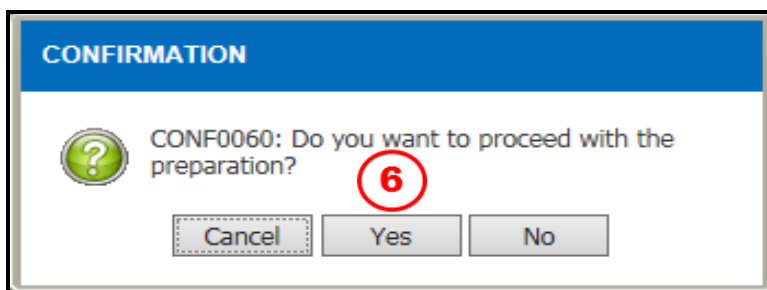 CONFIRMATION
CONF0060: Do you want to proceed with the
preparation?
6
Cancel Yes No